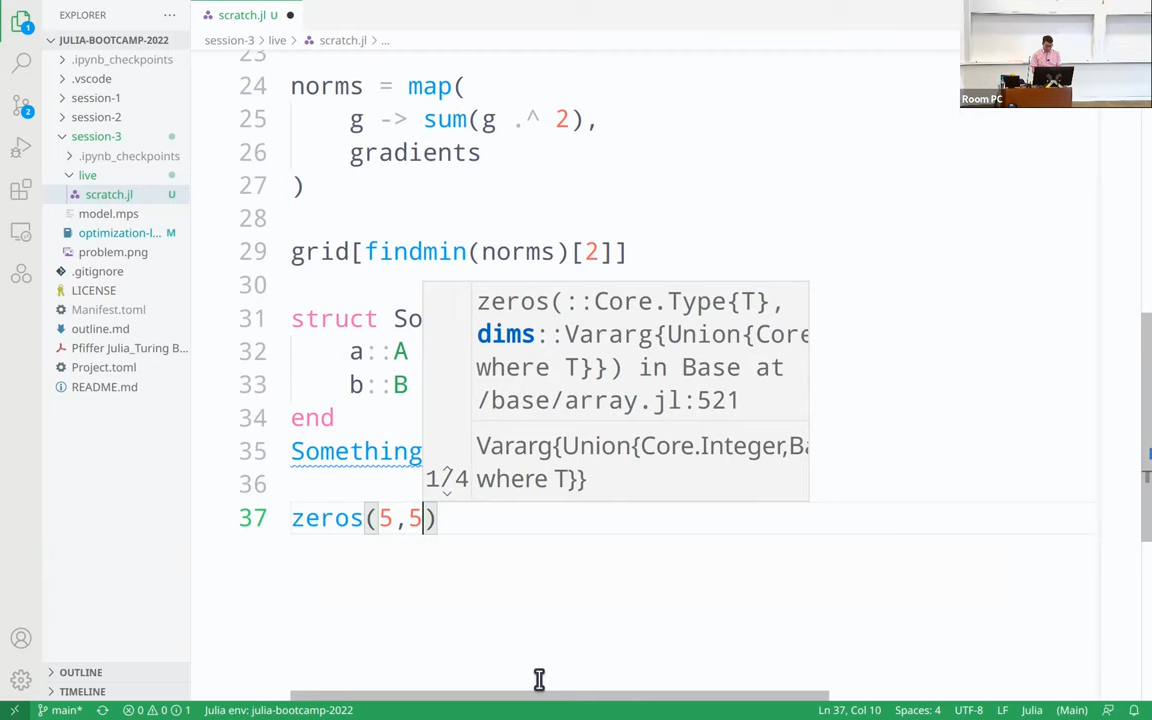 EXPLORER
scratch.jl U
JULIA-BOOTCAMP-2022
session-3
live
scratch.jl
...
.ipynb_checkpoints
.vscode
session-1
session-2
session-3
.ipynb_checkpoints
live
scratch.jl U
model.mps
optimization-l... M
problem.png
.gitignore
LICENSE
Manifest.toml
outline.md
Pfiffer Julia_Turing B...
Project.toml
README.md
OUTLINE
TIMELINE
1
2
24 norms = map(
25 g -> sum(g .^ 2),
26 gradients
27 )
28
29 grid[findmin(norms)[2]]
30
31 struct So
32 a::A
33 b::B
34 end
35 Something
36
37 zeros(5,5)
zeros(::Core.Type{T},
dims::Vararg{Union{Core
where T}}) in Base at
/base/array.jl:521
Vararg{Union{Core.Integer,Ba
where T}}
1/4
Room PC
main* 0 0 1 Julia env: julia-bootcamp-2022 Ln 37, Col 10 Spaces: 4 UTF-8 LF Julia (Main)